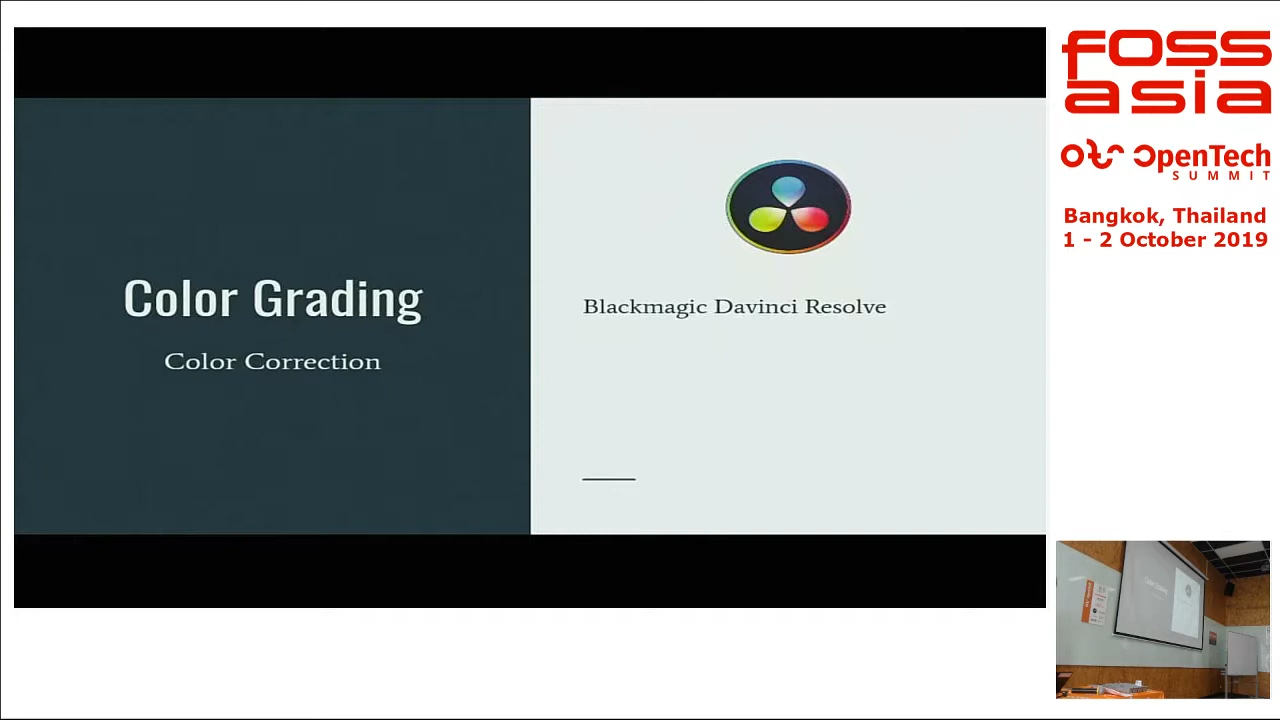 Color Grading
Color Correction
Blackmagic Davinci Resolve
foss
asia
OpenTech
SUMMIT
Bangkok, Thailand
1 - 2 October 2019